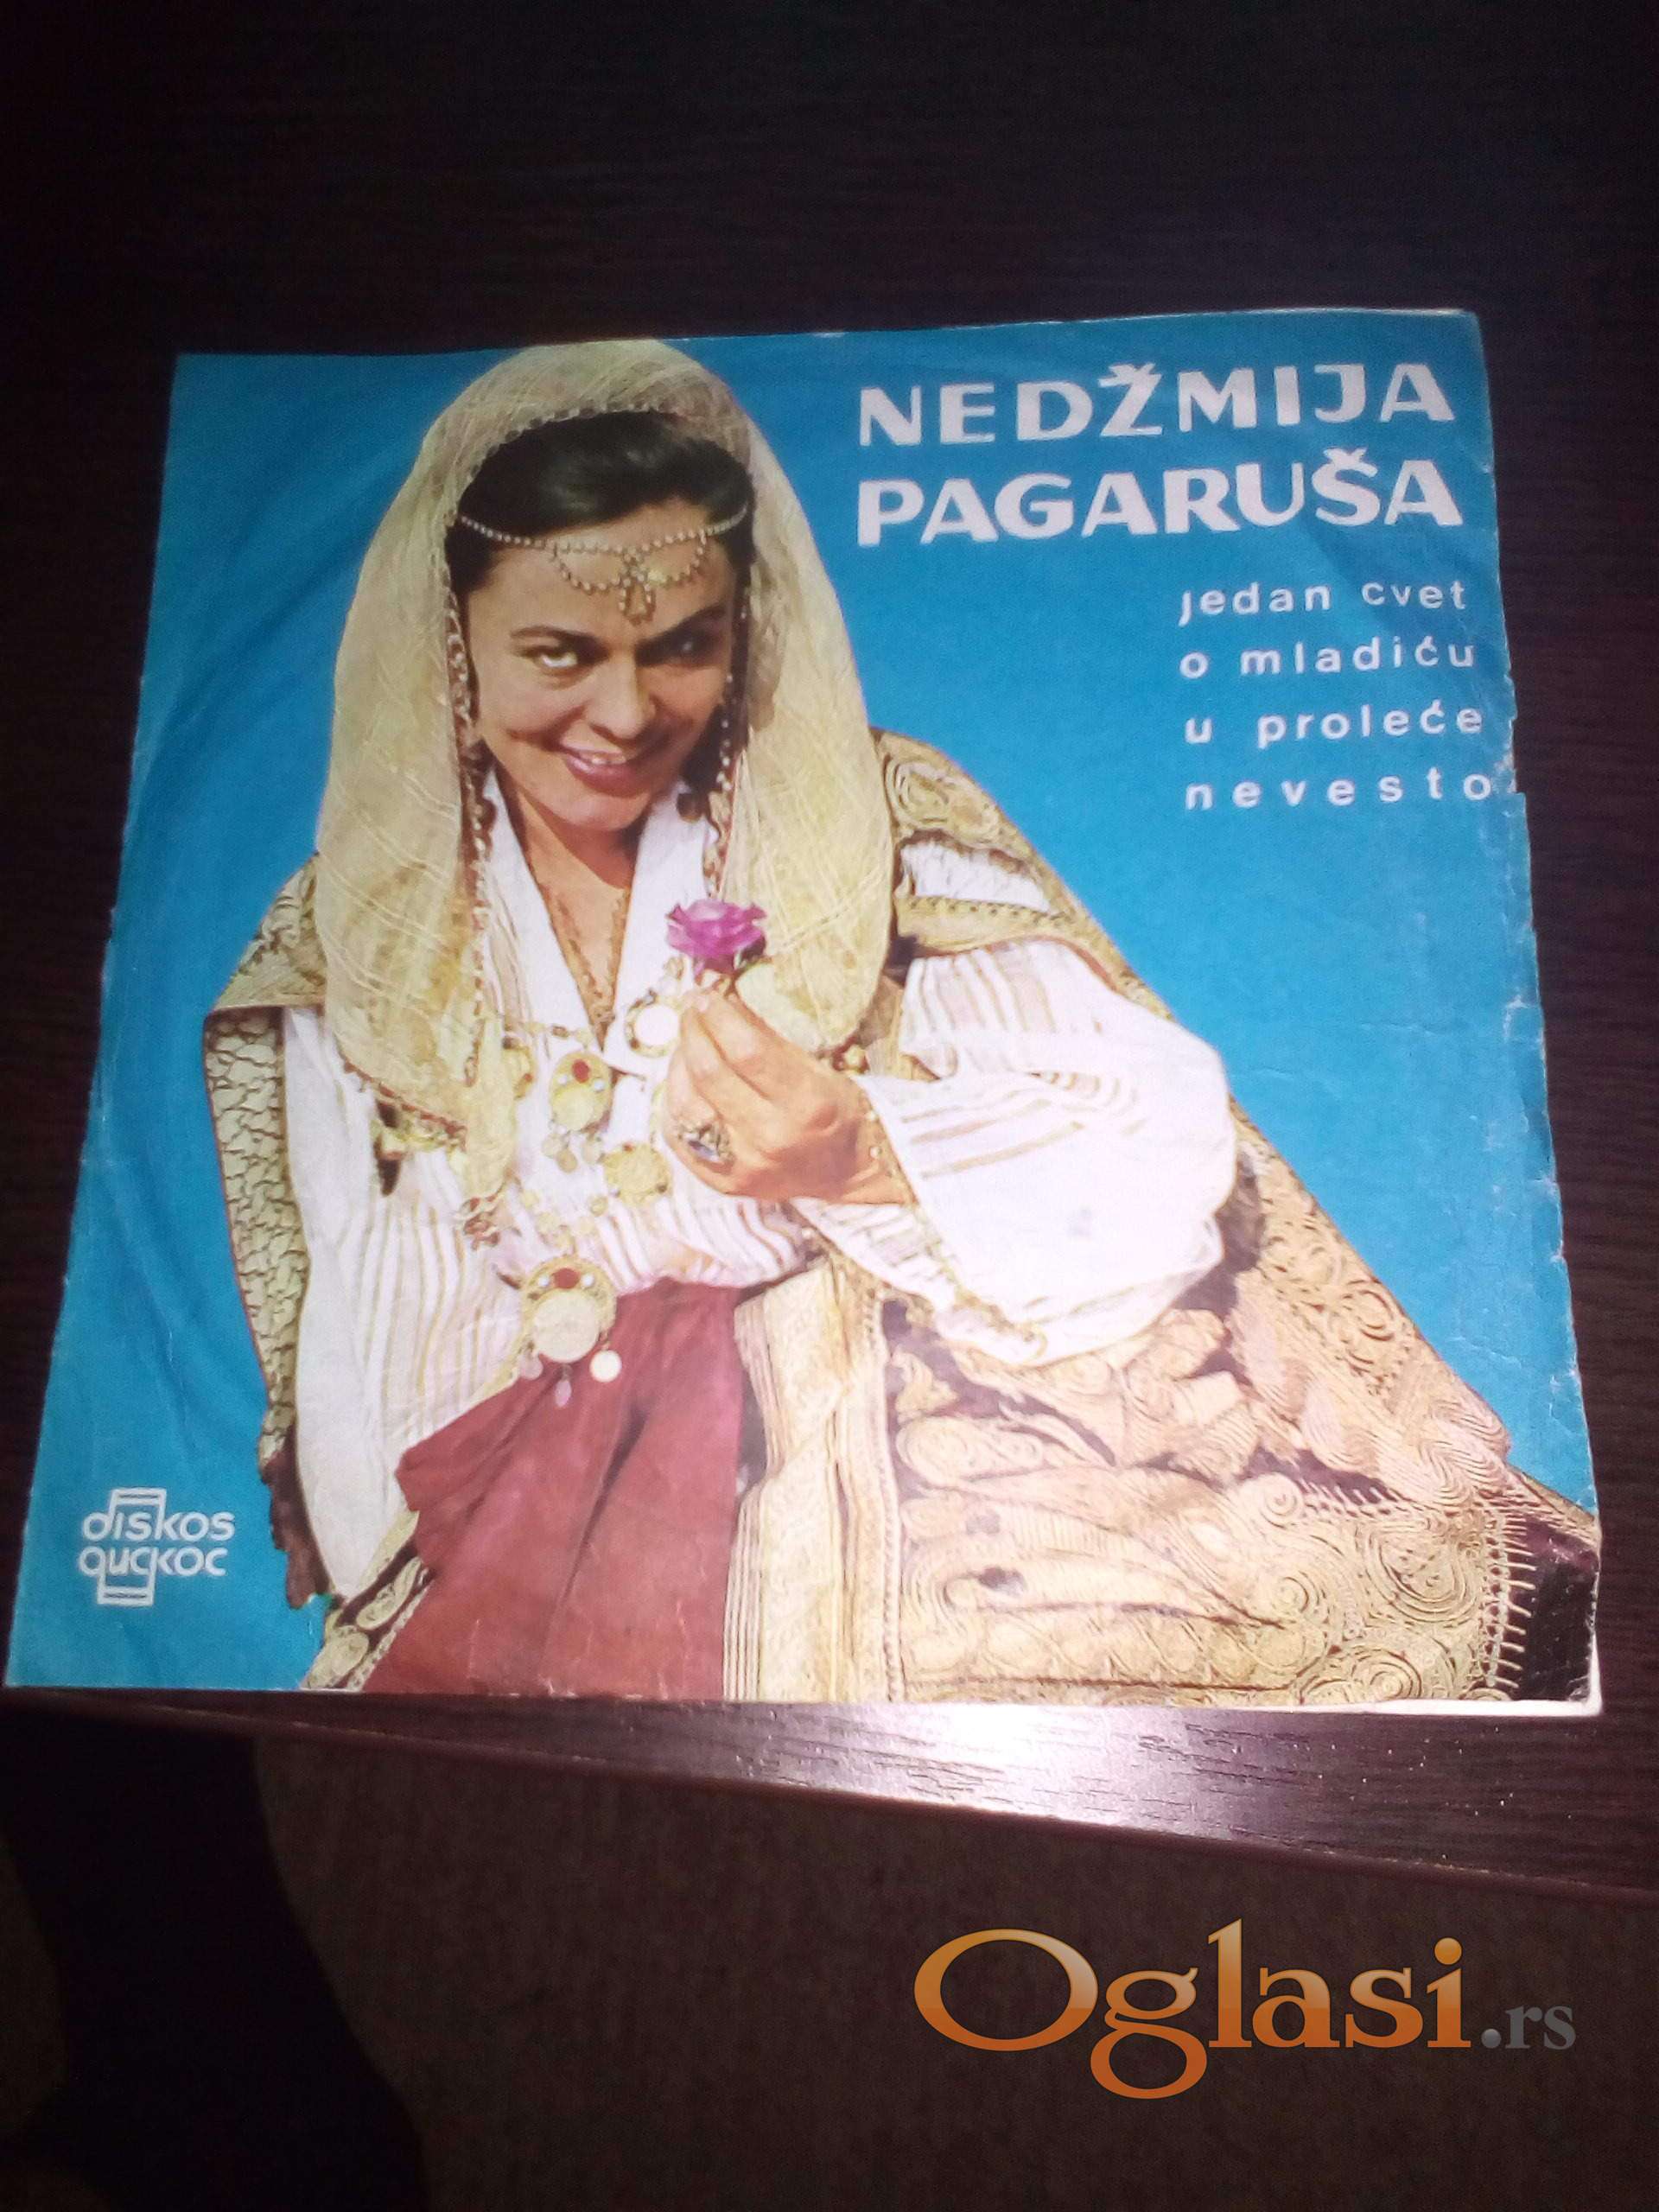 NEDŽMIJA
PAGARUŠA
jedan cvet
o mladiću
u proleće
nevesto
diskos
дискос
Oglasi.rs